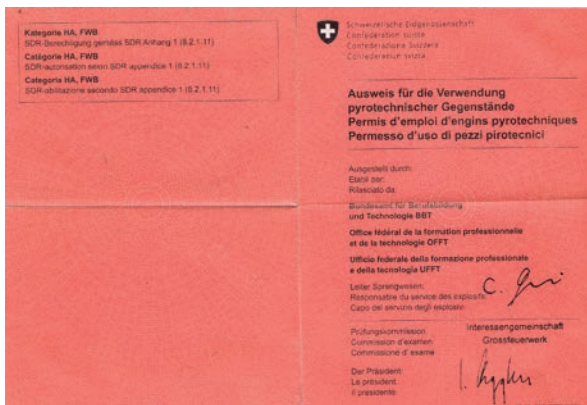 Kategorie HA, FWB
SDR-Berechtigung gemäss SDR Anhang 1 (8.2.1.11)
Catégorie HA, FWB
SDR-autorisation selon SDR appendice 1 (8.2.1.11)
Categoria HA, FWB
SDR-abilitazione secondo SDR appendice 1 (8.2.1.11)
Schweizerische Eidgenossenschaft
Confédération suisse
Confederazione Svizzera
Confederaziun svizra
Ausweis für die Verwendung
pyrotechnischer Gegenstände
Permis d'emploi d'engins pyrotechniques
Permesso d'uso di pezzi pirotecnici
Ausgestellt durch:
Etabli par:
Rilasciato da:
Bundesamt für Berufsbildung
und Technologie BBT
Office fédéral de la formation professionnelle
et de la technologie OFFT
Ufficio federale della formazione professionale
e della tecnologia UFFT
Leiter Sprengwesen:
Responsable du service des explosifs:
Capo del servizio degli esplosivi:
Prüfungskommission: Interessengemeinschaft
Commission d'examen: Grossfeuerwerk
Commissione d'esame
Der Präsident:
Le président:
Il presidente: